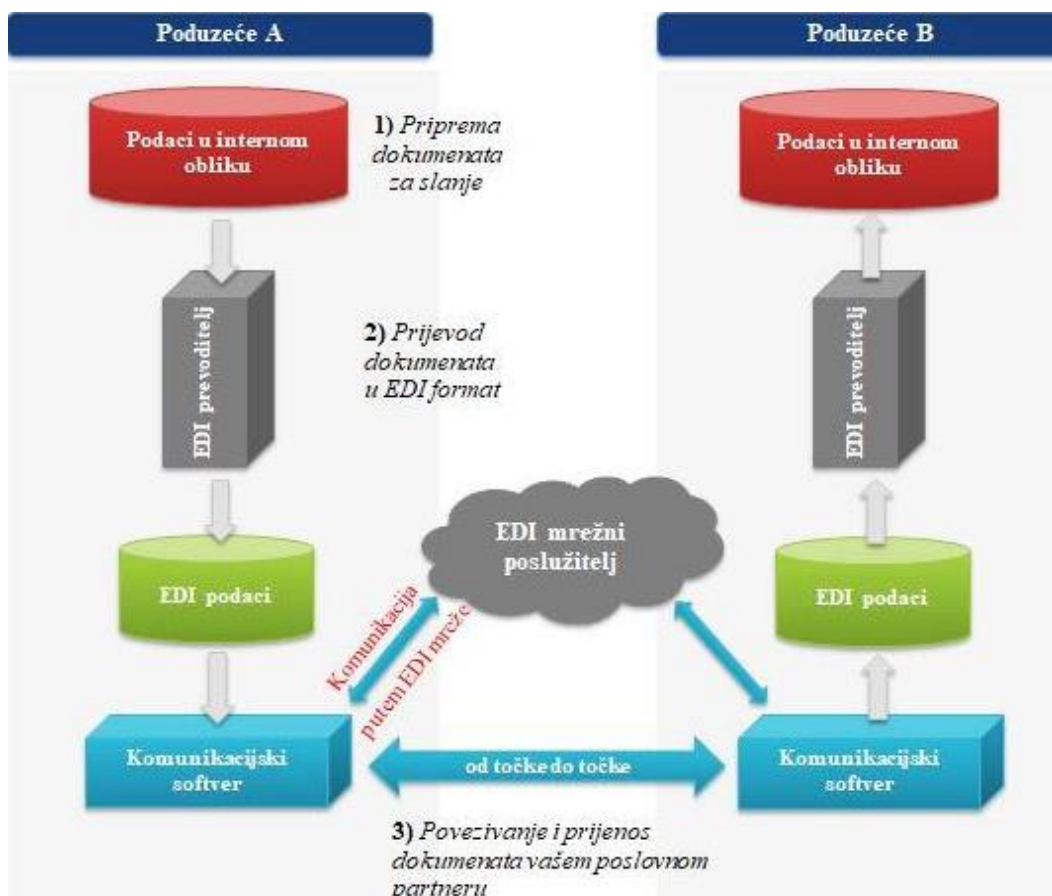 Poduzeće A
Poduzeće B
Podaci u internom
obliku
1) Priprema
dokumenata
za slanje
Podaci u internom
obliku
EDI prevoditelj
2) Prijevod
dokumenata
u EDI format
EDI prevoditelj
EDI mrežni
poslužitelj
EDI podaci
EDI podaci
Komunikacija
putem EDI mreže
Komunikacijski
softver
od točke do točke
Komunikacijski
softver
3) Povezivanje i prijenos
dokumenata vašem poslovnom
partneru